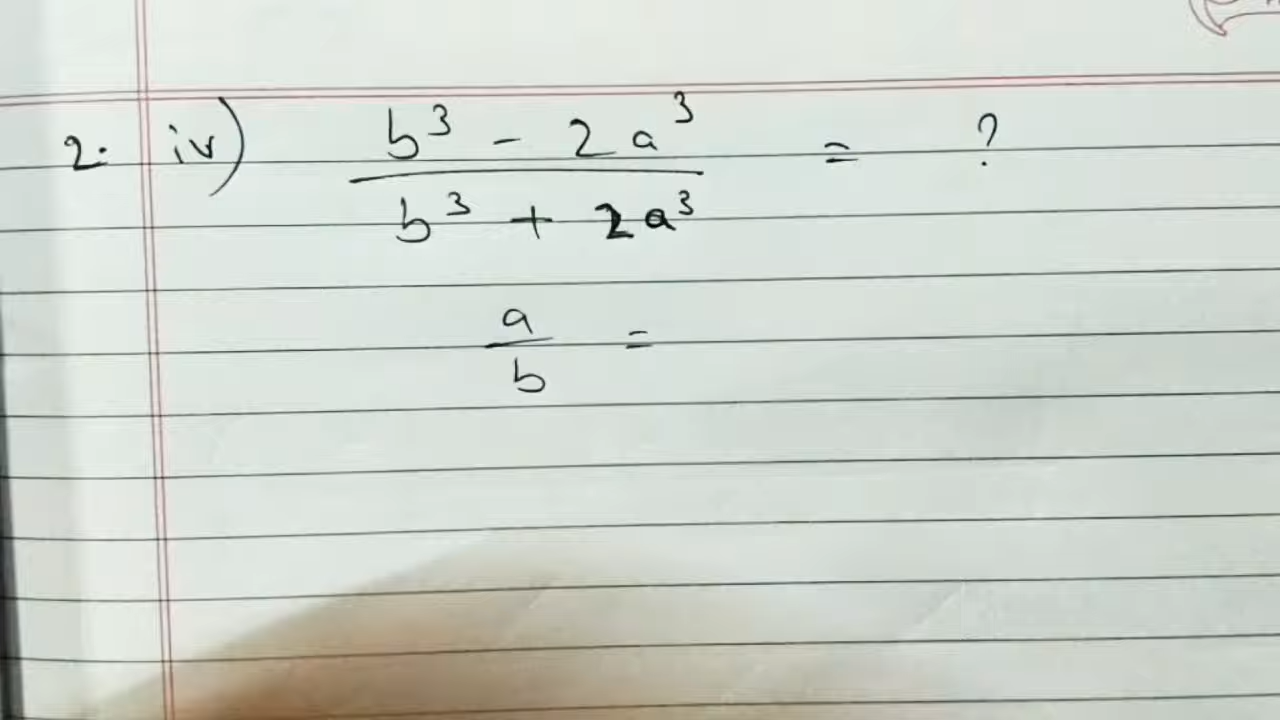 2. iv) b³ - 2a³ = ?
b³ + 2a³
a
b =